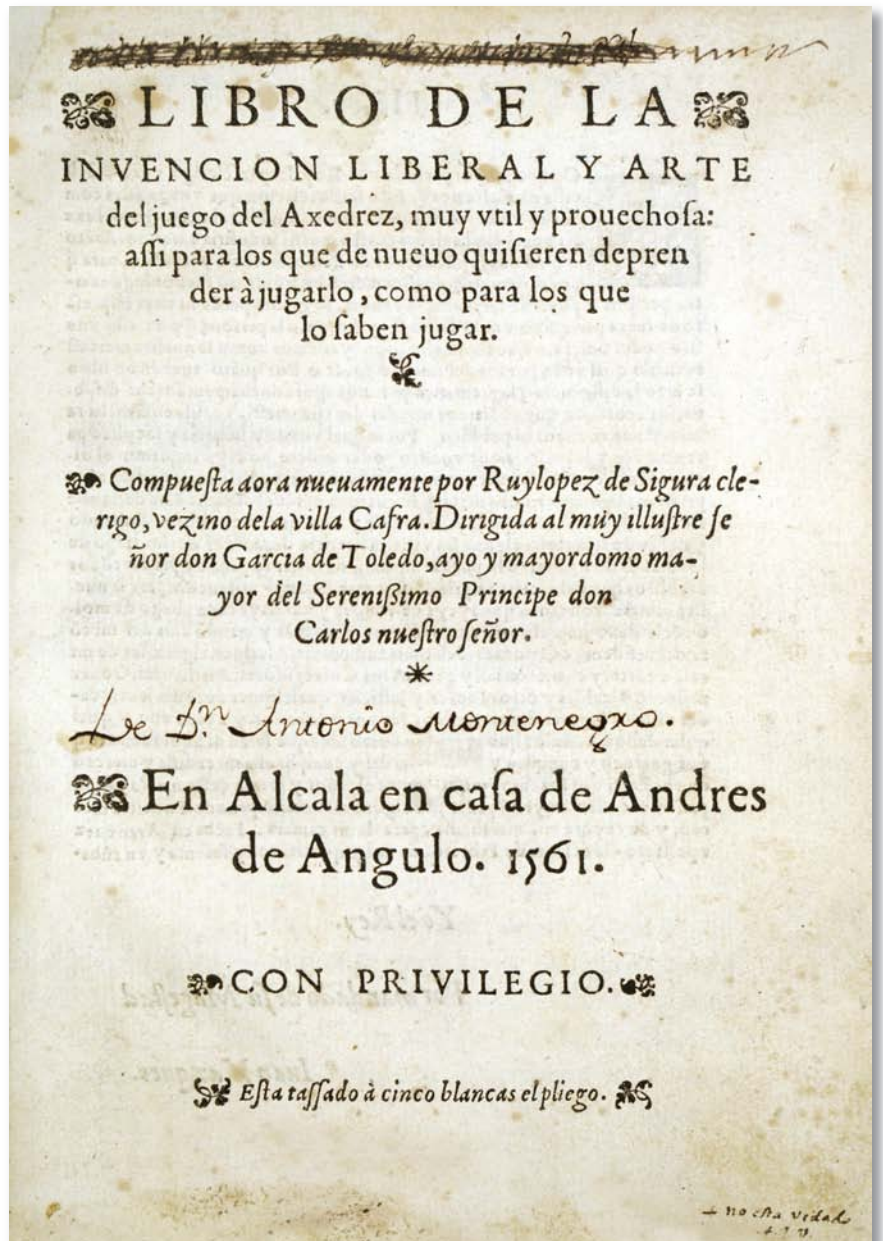 LIBRO DE LA
INVENCION LIBERAL Y ARTE
del juego del Axedrez, muy vtil y prouechoſa:
aſſi para los que de nueuo quiſieren depren
der à jugarlo, como para los que
lo ſaben jugar.
Compueſta aora nueuamente por Ruylopez de Sigura cle-
rigo, vezino dela villa Cafra. Dirigida al muy illuſtre ſe
ñor don Garcia de Toledo, ayo y mayordomo ma-
yor del Sereniſsimo Principe don
Carlos nueſtro ſeñor.
De Dn Antonio Montenegro.
En Alcala en caſa de Andres
de Angulo. 1561.
CON PRIVILEGIO.
Eſta taſſado à cinco blancas el pliego.
no eſta